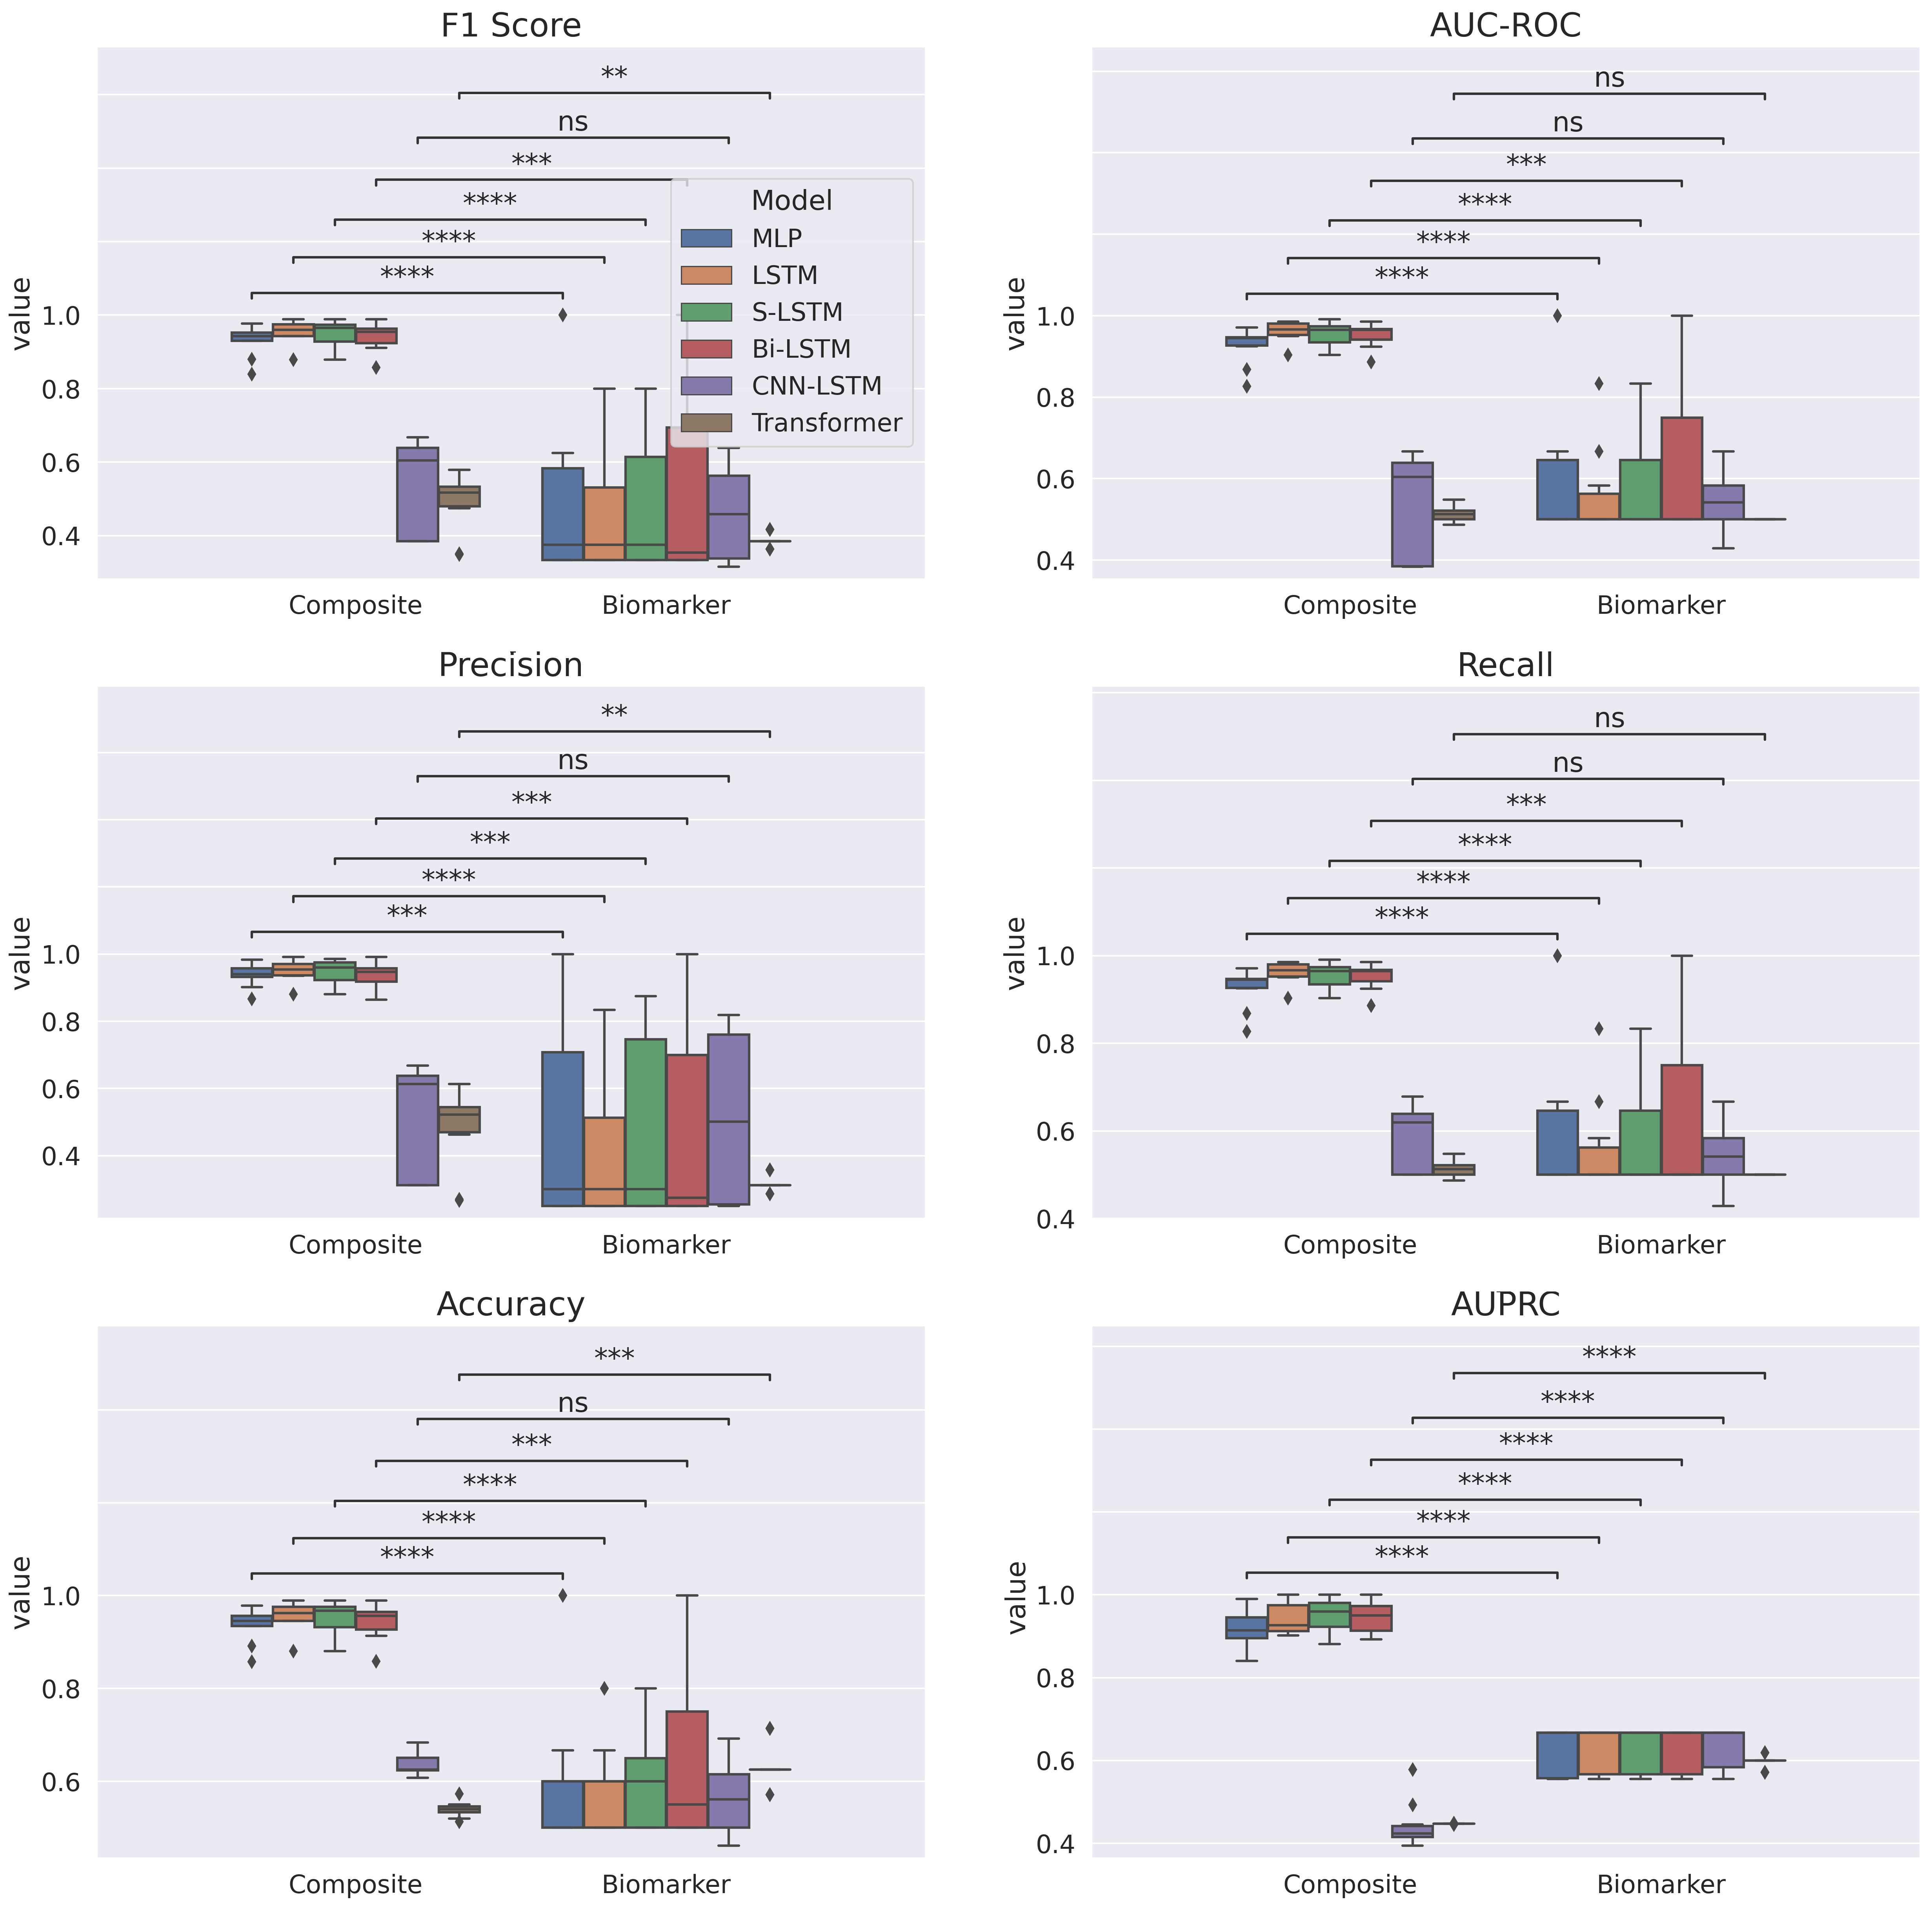 F1 Score
**
ns
***
****
****
****
value
1.0
0.8
0.6
0.4
Model
MLP
LSTM
S-LSTM
Bi-LSTM
CNN-LSTM
Transformer
Composite
Biomarker
AUC-ROC
ns
ns
***
****
****
****
value
1.0
0.8
0.6
0.4
Composite
Biomarker
Precision
**
ns
***
***
****
***
value
1.0
0.8
0.6
0.4
Composite
Biomarker
Recall
ns
ns
***
****
****
****
value
1.0
0.8
0.6
0.4
Composite
Biomarker
Accuracy
***
ns
***
****
****
****
value
1.0
0.8
0.6
Composite
Biomarker
AUPRC
****
****
****
****
****
****
value
1.0
0.8
0.6
0.4
Composite
Biomarker